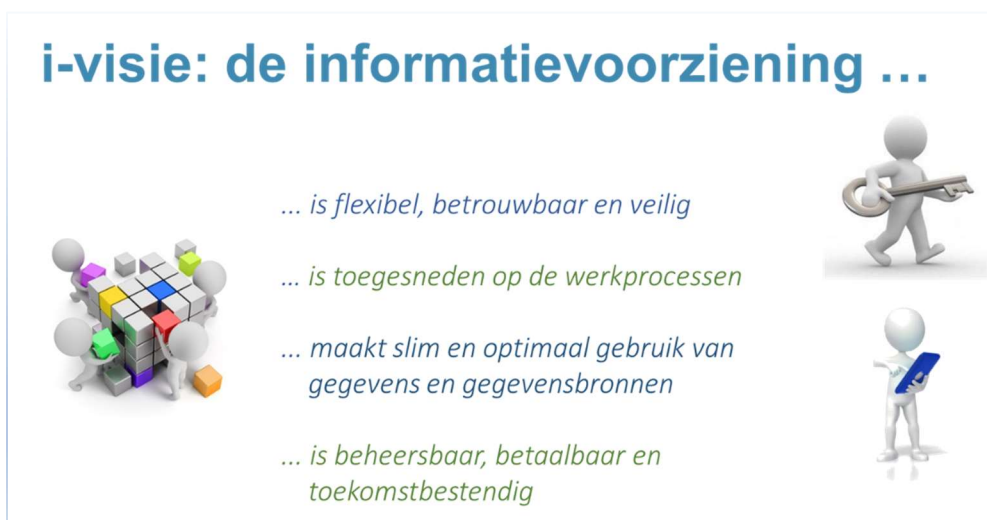 i-visie: de informatievoorziening ...
... is flexibel, betrouwbaar en veilig
... is toegesneden op de werkprocessen
... maakt slim en optimaal gebruik van
gegevens en gegevensbronnen
... is beheersbaar, betaalbaar en
toekomstbestendig